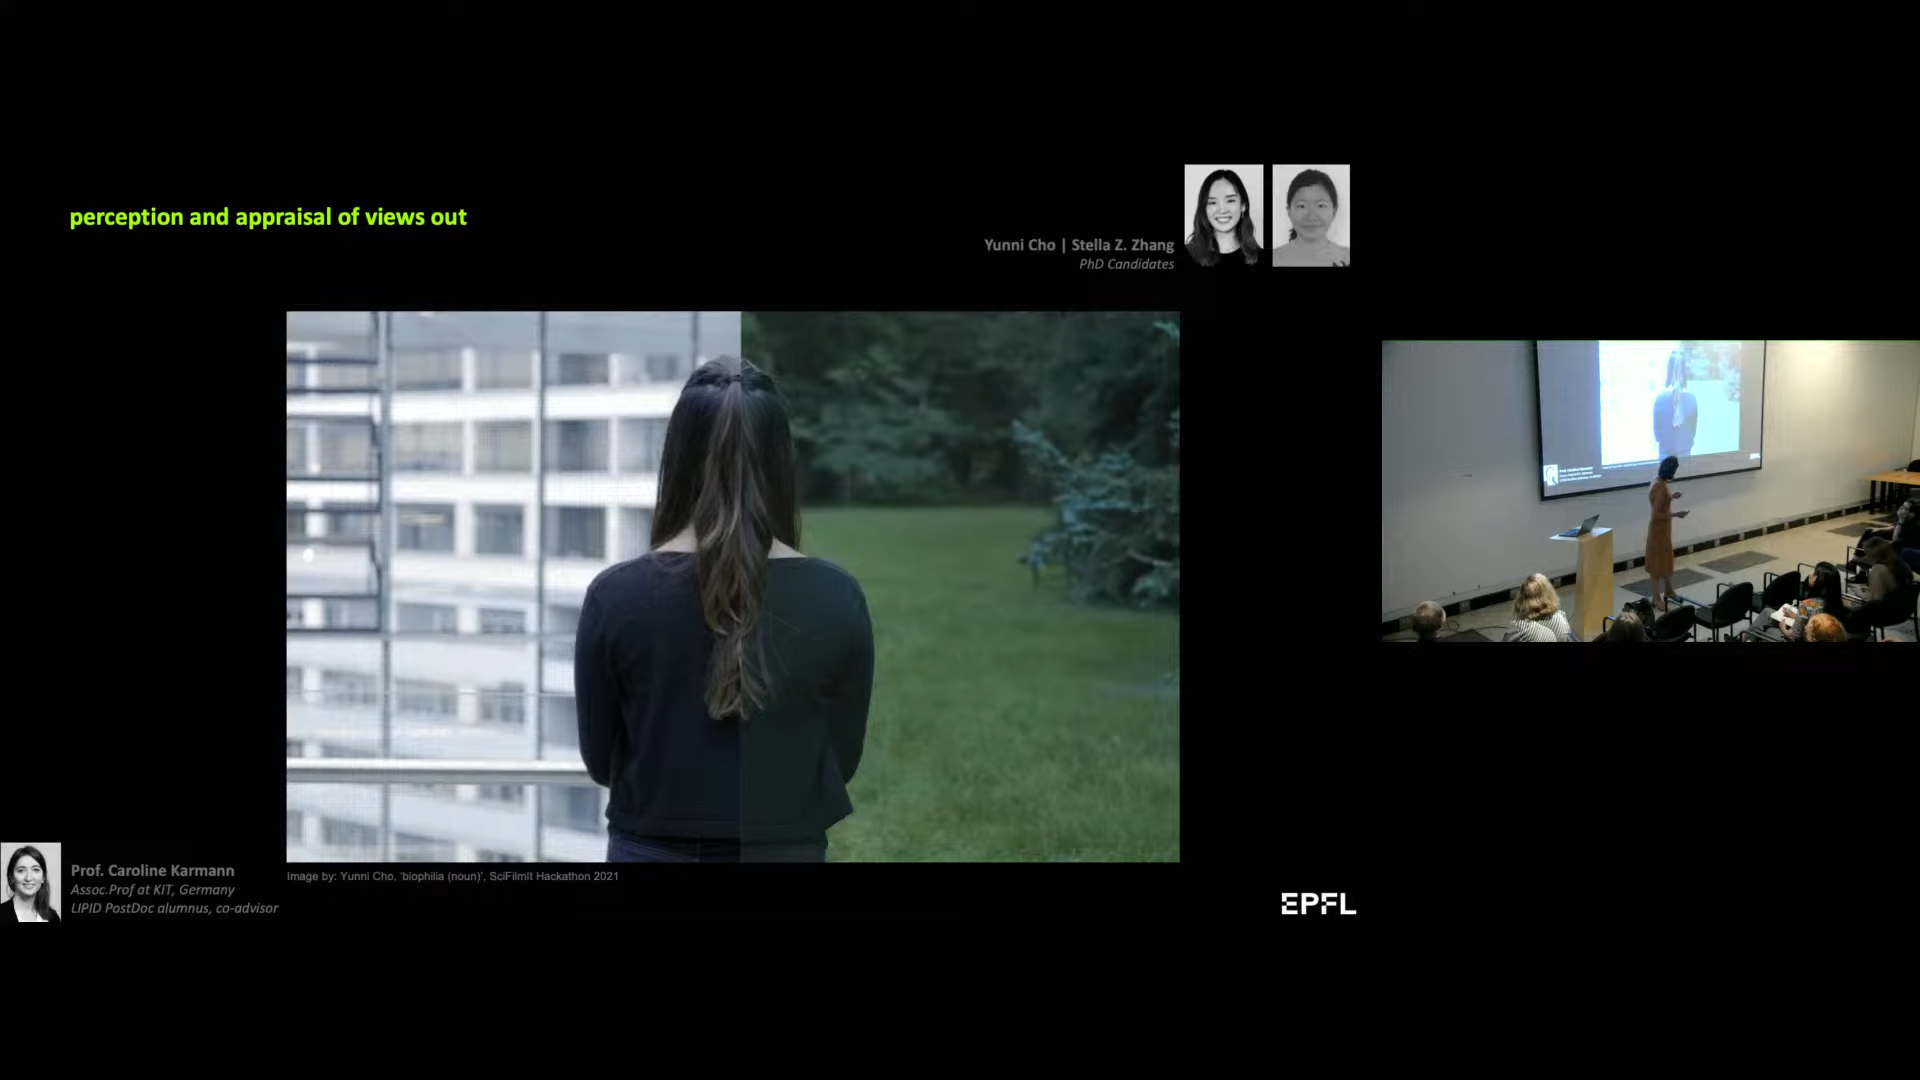 perception and appraisal of views out
Yunni Cho | Stella Z. Zhang
PhD Candidates
Prof. Caroline Karmann
Assoc.Prof at KIT, Germany
LIPID PostDoc alumnus, co-advisor
Image by: Yunni Cho, 'biophilia (noun)', SciFilmIt Hackathon 2021
EPFL